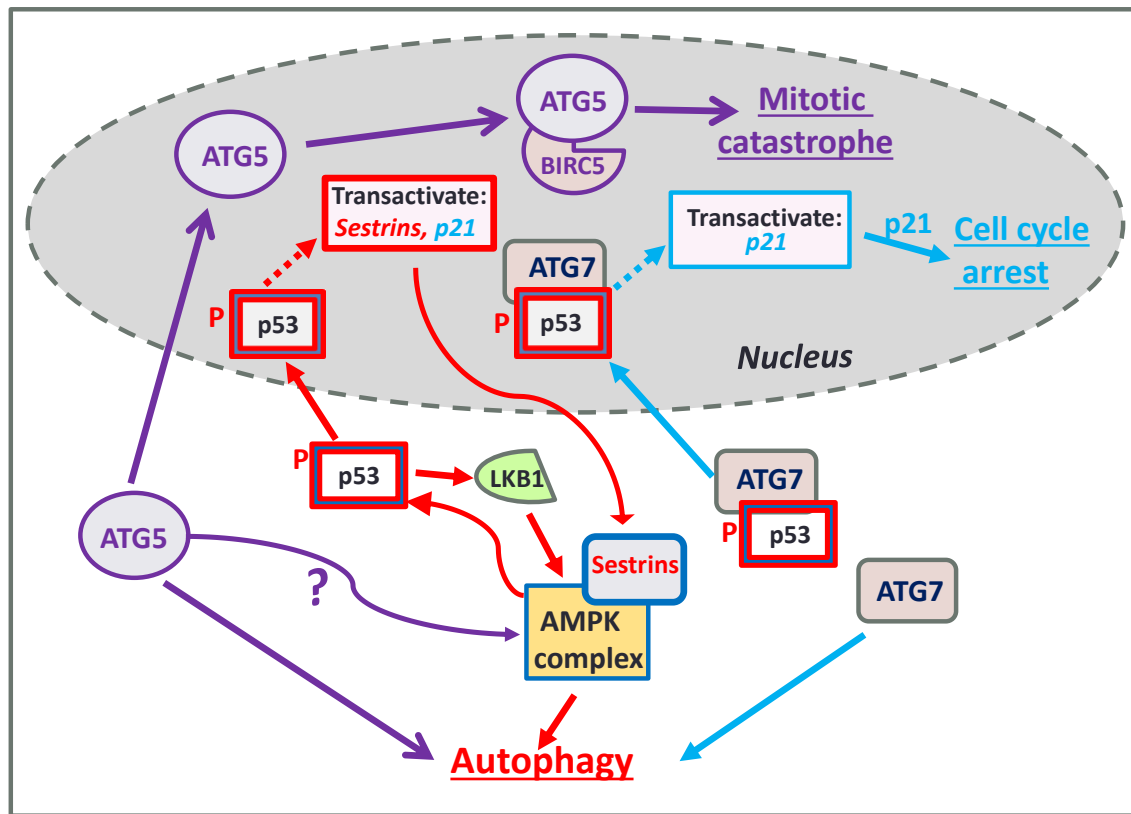 ATG5
Mitotic
catastrophe
ATG5
BIRC5
Transactivate:
Sestrins, p21
Transactivate:
p21
p21
Cell cycle
arrest
ATG7
P
p53
P
p53
Nucleus
P
p53
LKB1
ATG7
P
p53
ATG5
?
Sestrins
AMPK
complex
ATG7
Autophagy